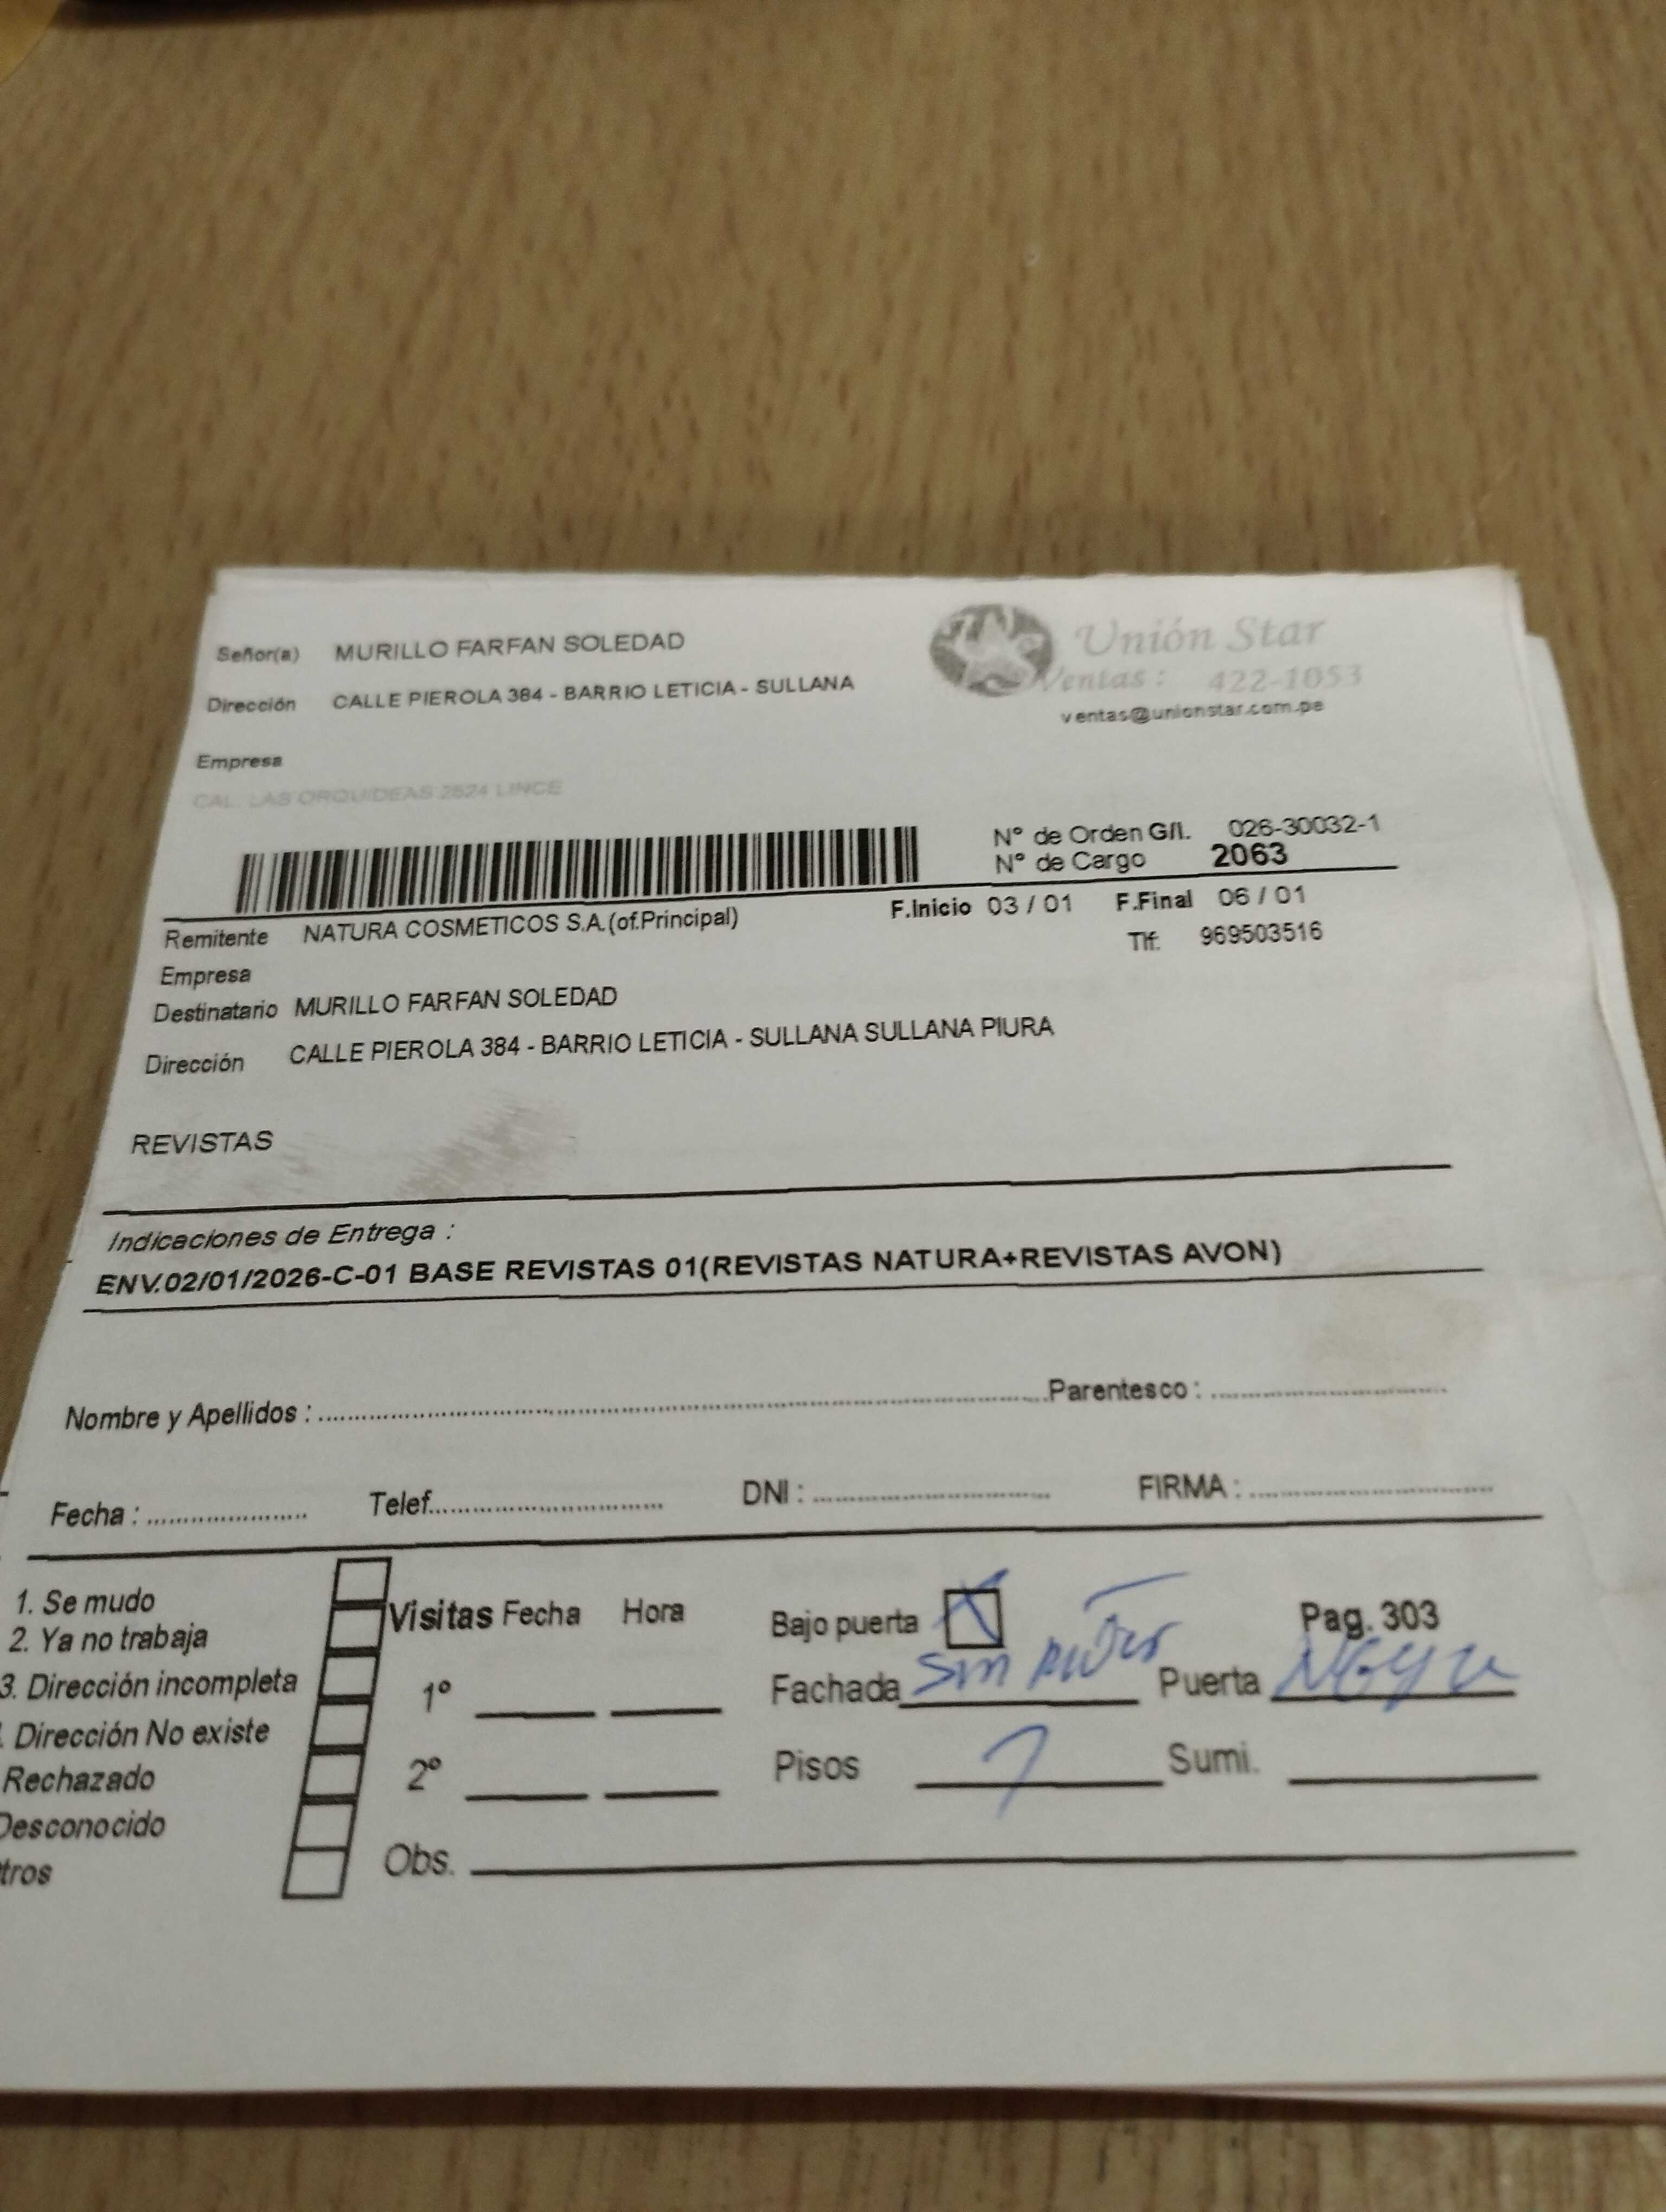 Señor(a) MURILLO FARFAN SOLEDAD
Unión Star
Dirección CALLE PIEROLA 384 - BARRIO LETICIA - SULLANA
Ventas : 422-1053
ventas@unionstar.com.pe
Empresa
CAL. LAS ORQUIDEAS 2624 LINCE
N° de Orden G/I. 026-30032-1
N° de Cargo 2063
Remitente NATURA COSMETICOS S.A.(of.Principal)
F.Inicio 03 / 01 F.Final 06 / 01
Empresa
Tlf: 969503516
Destinatario MURILLO FARFAN SOLEDAD
Dirección CALLE PIEROLA 384 - BARRIO LETICIA - SULLANA SULLANA PIURA
REVISTAS
Indicaciones de Entrega :
ENV.02/01/2026-C-01 BASE REVISTAS 01(REVISTAS NATURA+REVISTAS AVON)
Nombre y Apellidos : Parentesco :
Fecha : Telef. DNI : FIRMA :
1. Se mudo
2. Ya no trabaja
3. Dirección incompleta
. Dirección No existe
Rechazado
Desconocido
tros
Visitas Fecha Hora
1°
2°
Obs.
Bajo puerta X Pag. 303
Fachada Sin Puerta
Pisos Sumi.